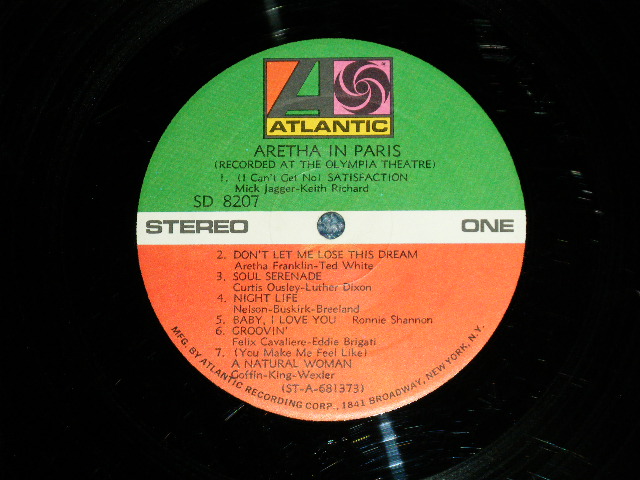 ATLANTIC
ARETHA IN PARIS
(RECORDED AT THE OLYMPIA THEATRE)
1. (I Can't Get No) SATISFACTION
Mick Jagger-Keith Richard
SD 8207
STEREO ONE
2. DON'T LET ME LOSE THIS DREAM
Aretha Franklin-Ted White
3. SOUL SERENADE
Curtis Ousley-Luther Dixon
4. NIGHT LIFE
Nelson-Buskirk-Breeland
5. BABY, I LOVE YOU Ronnie Shannon
6. GROOVIN'
Felix Cavaliere-Eddie Brigati
7. (You Make Me Feel Like)
A NATURAL WOMAN
Goffin-King-Wexler
(ST-A-681373)
MFG. BY ATLANTIC RECORDING CORP., 1841 BROADWAY, NEW YORK, N.Y.